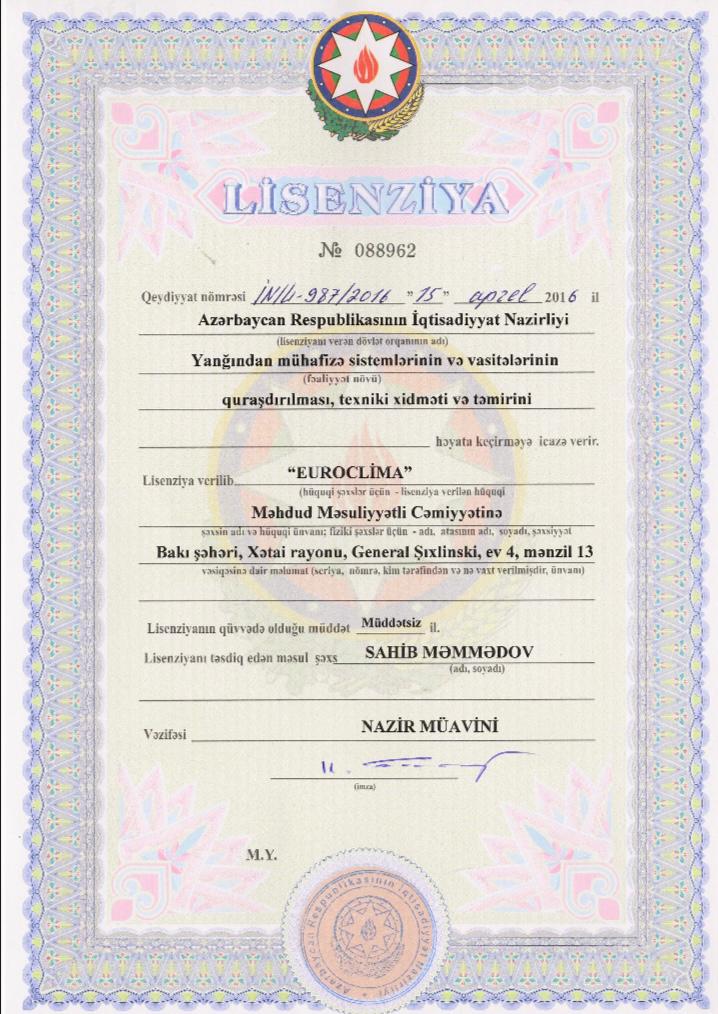 LİSENZİYA
№ 088962
Qeydiyyat nömrəsi İN/Lİ-987/2016 "15" aprel 2016 il
Azərbaycan Respublikasının İqtisadiyyat Nazirliyi
(lisenziyanı verən dövlət orqanının adı)
Yanğından mühafizə sistemlərinin və vasitələrinin
(fəaliyyət növü)
quraşdırılması, texniki xidməti və təmirini
həyata keçirməyə icazə verir.
Lisenziya verilib "EUROCLİMA"
(hüquqi şəxslər üçün - lisenziya verilən hüquqi
Məhdud Məsuliyyətli Cəmiyyətinə
şəxsin adı və hüquqi ünvanı; fiziki şəxslər üçün - adı, atasının adı, soyadı, şəxsiyyət
Bakı şəhəri, Xətai rayonu, General Şıxlinski, ev 4, mənzil 13
vəsiqəsinə dair məlumat (seriya, nömrə, kim tərəfindən və nə vaxt verilmişdir, ünvanı)
Lisenziyanın qüvvədə olduğu müddət Müddətsiz il.
Lisenziyanı təsdiq edən məsul şəxs SAHİB MƏMMƏDOV
(adı, soyadı)
Vəzifəsi NAZİR MÜAVİNİ
(imza)
M.Y.
Azərbaycan Respublikasının İqtisadiyyat Nazirliyi